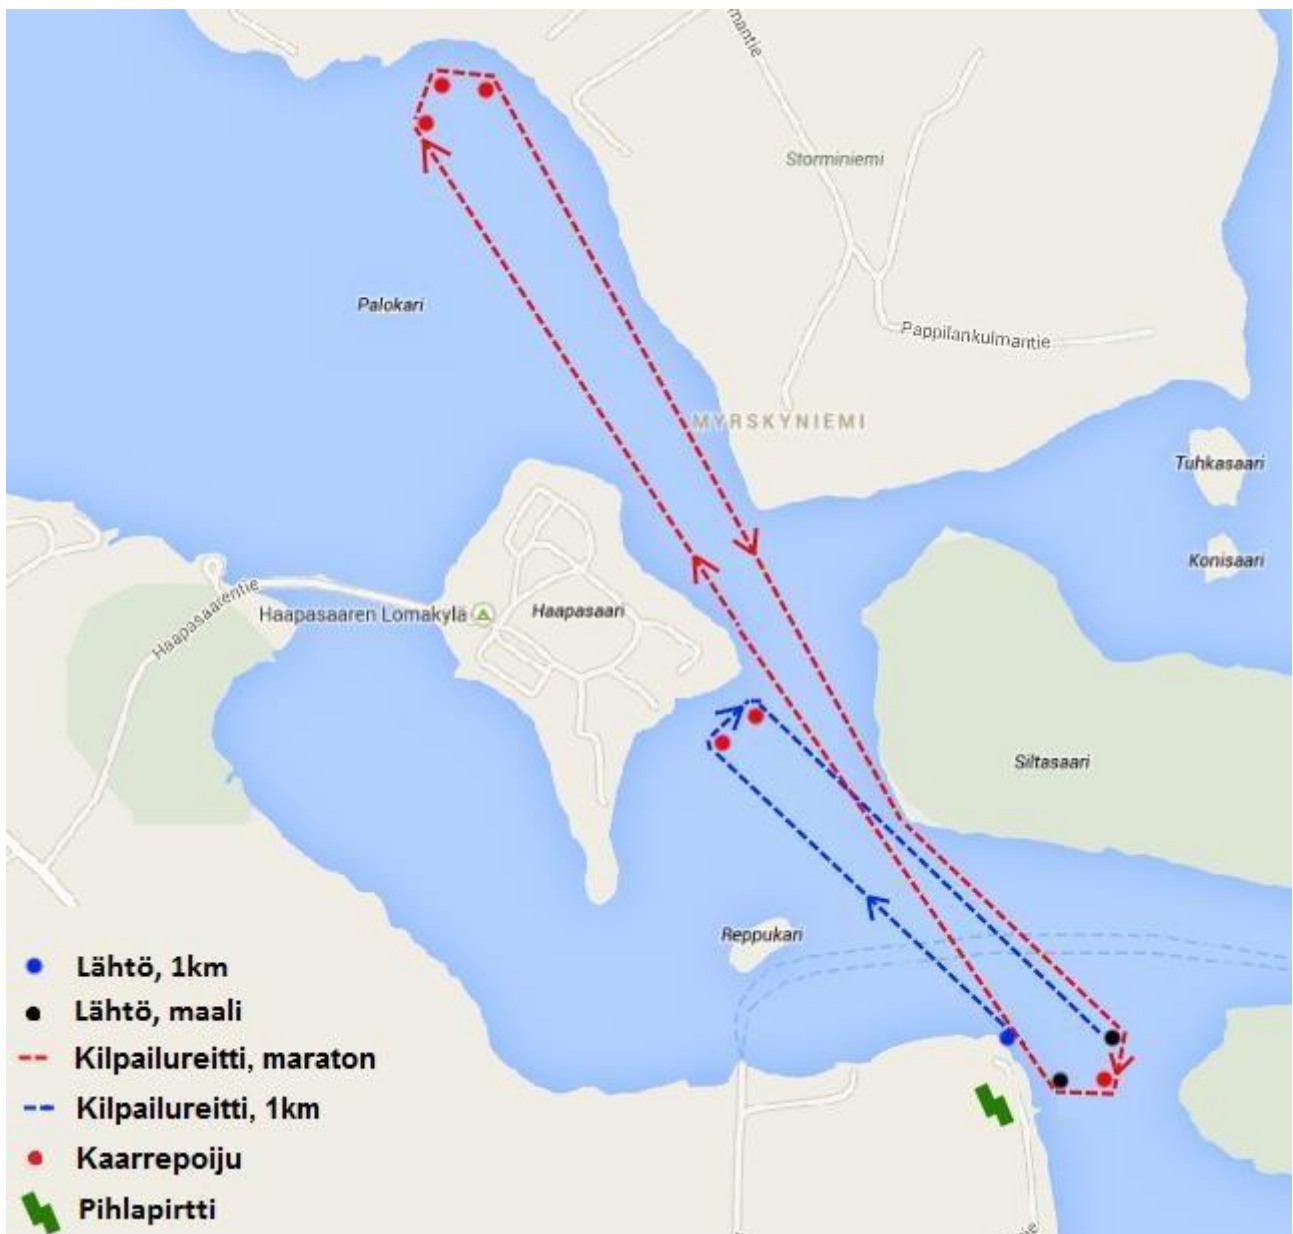 mantie
Storminiemi
Palokari
Pappilankulmantie
MYRSKYNIEMI
Tuhkasaari
Konisaari
Haapasaarentie
Haapasaaren Lomakylä
Haapasaari
Siltasaari
Reppukari
Lähtö, 1km
Lähtö, maali
Kilpailureitti, maraton
Kilpailureitti, 1km
Kaarrepoiju
Pihlapirtti